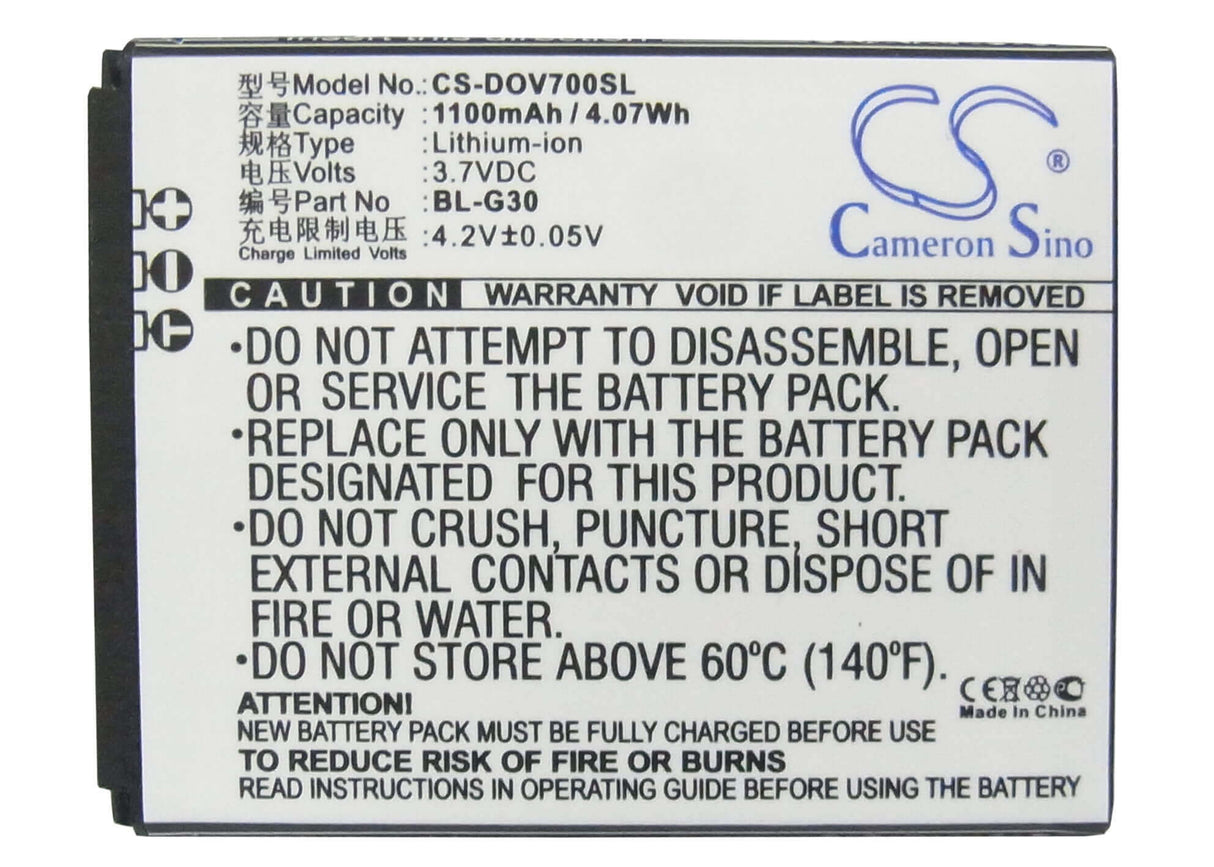 Insert this direction
型号Model No.: CS-DOV700SL
容量Capacity : 1100mAh / 4.07Wh
规格Type : Lithium-ion
电压Volts : 3.7VDC
编号Part No : BL-G30
充电限制电压 : 4.2V±0.05V
Charge Limited Volts
CS ®
Cameron Sino
CAUTION WARRANTY VOID IF LABEL IS REMOVED
•DO NOT ATTEMPT TO DISASSEMBLE, OPEN
OR SERVICE THE BATTERY PACK.
•REPLACE ONLY WITH THE BATTERY PACK
DESIGNATED FOR THIS PRODUCT.
•DO NOT CRUSH, PUNCTURE, SHORT
EXTERNAL CONTACTS OR DISPOSE OF IN
FIRE OR WATER.
•DO NOT STORE ABOVE 60ºC (140ºF).
CE
Made In China
ATTENTION!
NEW BATTERY PACK MUST BE FULLY CHARGED BEFORE USE
TO REDUCE RISK OF FIRE OR BURNS
READ INSTRUCTIONS IN OPERATING GUIDE BEFORE USING THE BATTERY